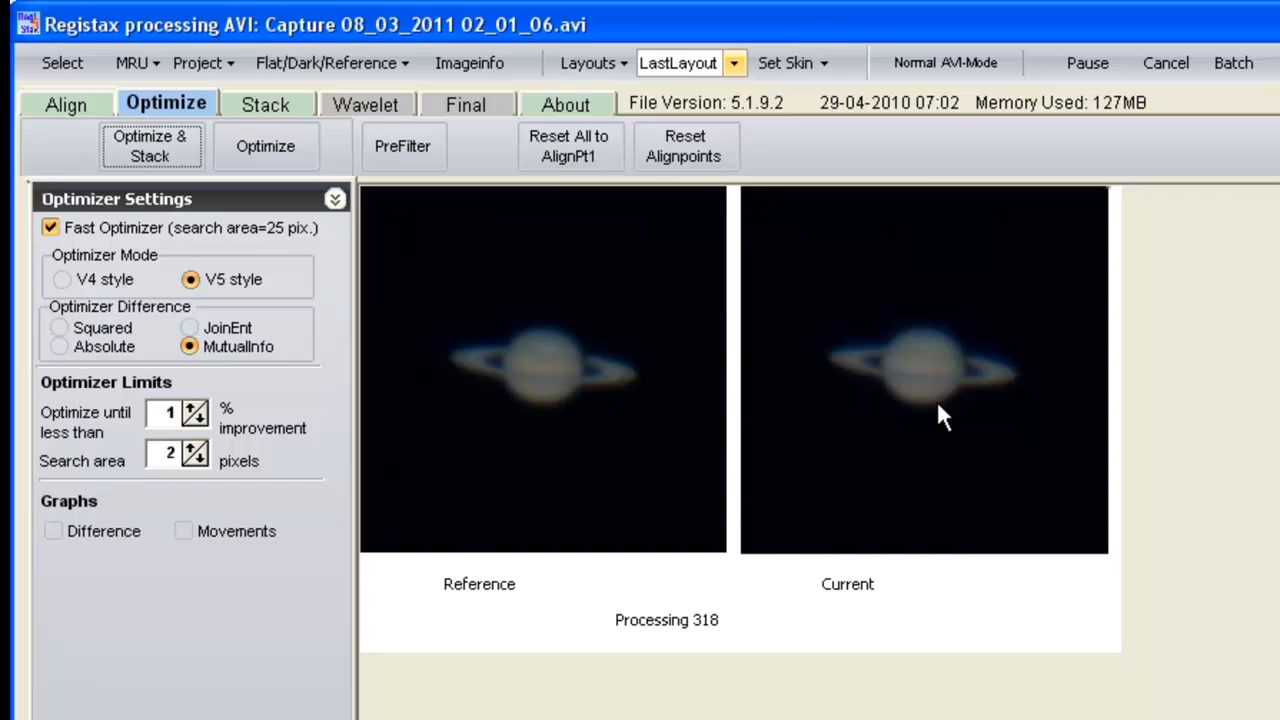 Registax processing AVI: Capture 08_03_2011 02_01_06.avi
Select MRU Project Flat/Dark/Reference Imageinfo Layouts LastLayout Set Skin Normal AVI-Mode Pause Cancel Batch
Align Optimize Stack Wavelet Final About File Version: 5.1.9.2 29-04-2010 07:02 Memory Used: 127MB
Optimize &
Stack
Optimize
PreFilter
Reset All to
AlignPt1
Reset
Alignpoints
Optimizer Settings
Fast Optimizer (search area=25 pix.)
Optimizer Mode
V4 style V5 style
Optimizer Difference
Squared JoinEnt
Absolute MutualInfo
Optimizer Limits
Optimize until
less than
1
%
improvement
Search area 2 pixels
Graphs
Difference Movements
Reference Current
Processing 318